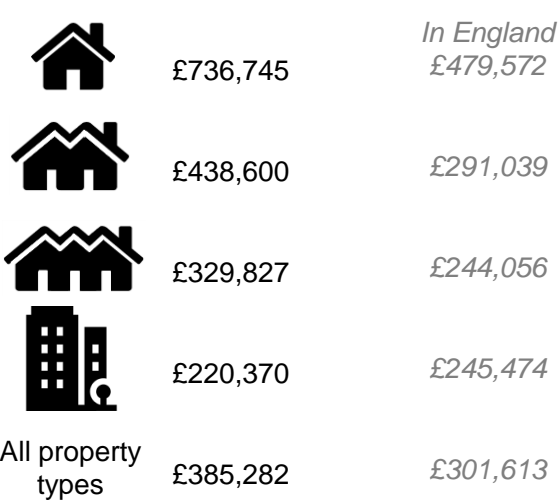 In England
£736,745 £479,572
£438,600 £291,039
£329,827 £244,056
£220,370 £245,474
All property
types £385,282 £301,613